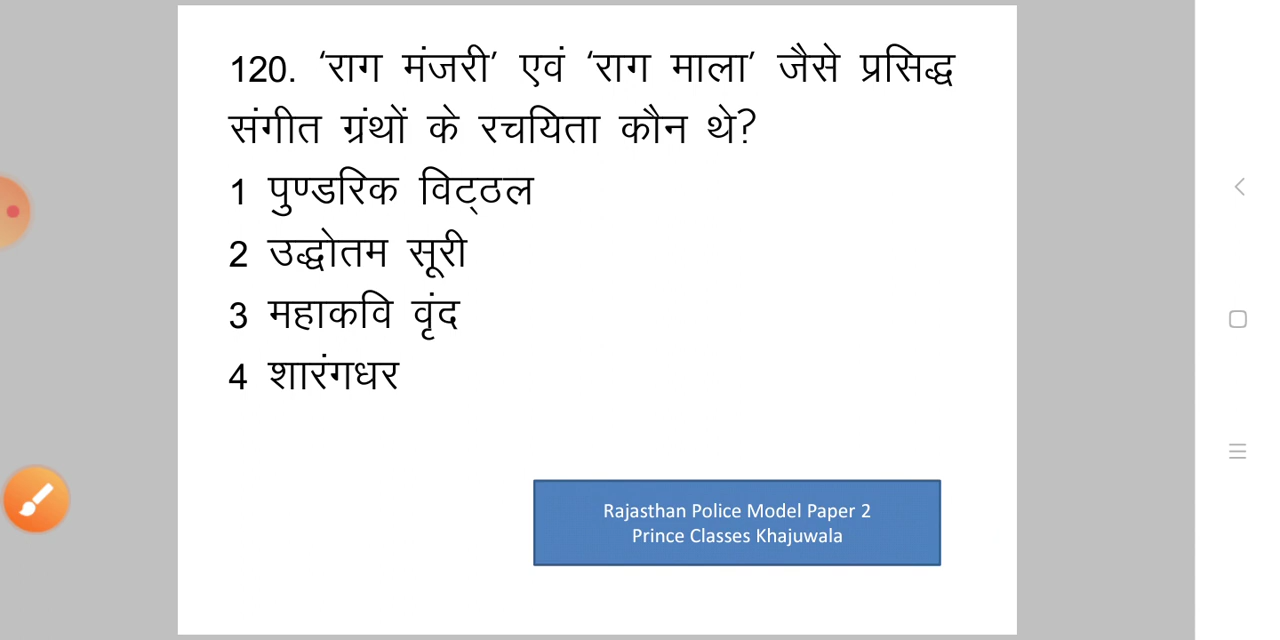 120. ‘राग मंजरी’ एवं ‘राग माला’ जैसे प्रसिद्ध
संगीत ग्रंथों के रचयिता कौन थे?
1 पुण्डरिक विट्ठल
2 उद्धोतम सूरी
3 महाकवि वृंद
4 शारंगधर
Rajasthan Police Model Paper 2
Prince Classes Khajuwala